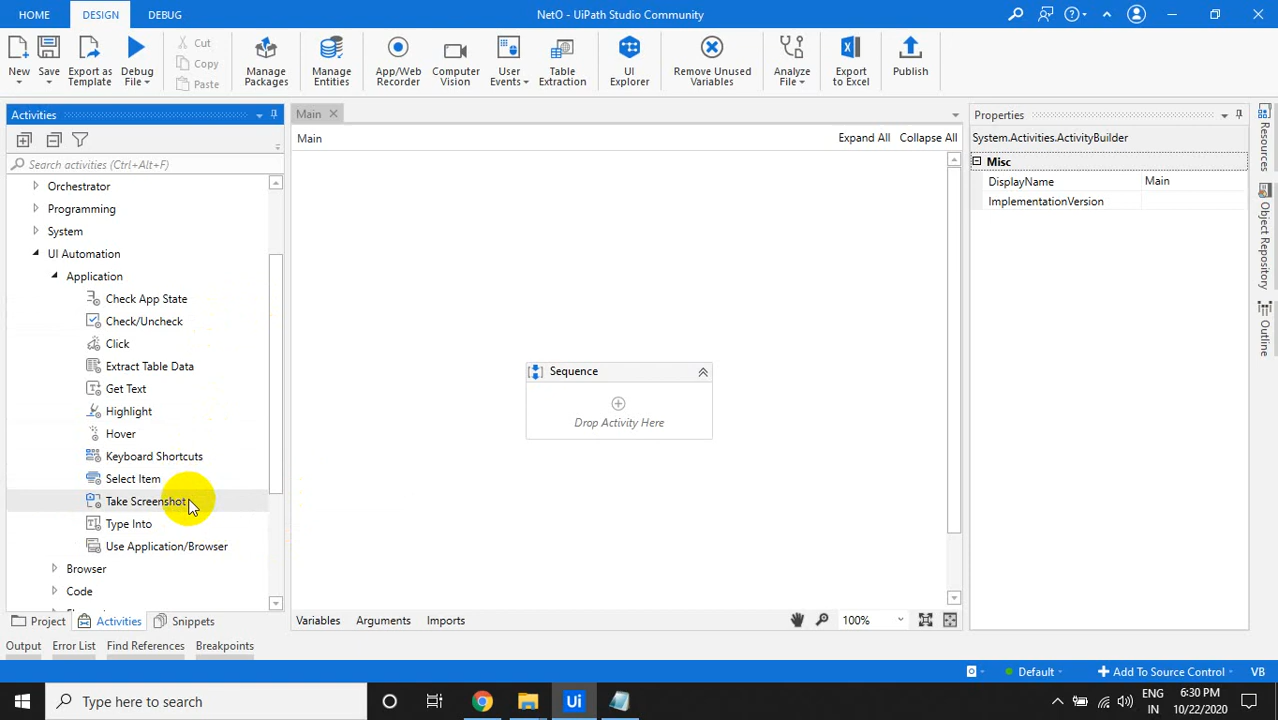 HOME DESIGN DEBUG NetO - UiPath Studio Community
New Save Export as Template Debug File Cut Copy Paste Manage Packages Manage Entities App/Web Recorder Computer Vision User Events Table Extraction UI Explorer Remove Unused Variables Analyze File Export to Excel Publish
Activities
Search activities (Ctrl+Alt+F)
Orchestrator
Programming
System
UI Automation
Application
Check App State
Check/Uncheck
Click
Extract Table Data
Get Text
Highlight
Hover
Keyboard Shortcuts
Select Item
Take Screenshot
Type Into
Use Application/Browser
Browser
Code
Project Activities Snippets
Main
Main Expand All Collapse All
Sequence
Drop Activity Here
Variables Arguments Imports 100%
Properties
System.Activities.ActivityBuilder
Misc
DisplayName Main
ImplementationVersion
Resources
Object Repository
Outline
Output Error List Find References Breakpoints
Default Add To Source Control VB
Type here to search
Ui
ENG
IN
6:30 PM
10/22/2020